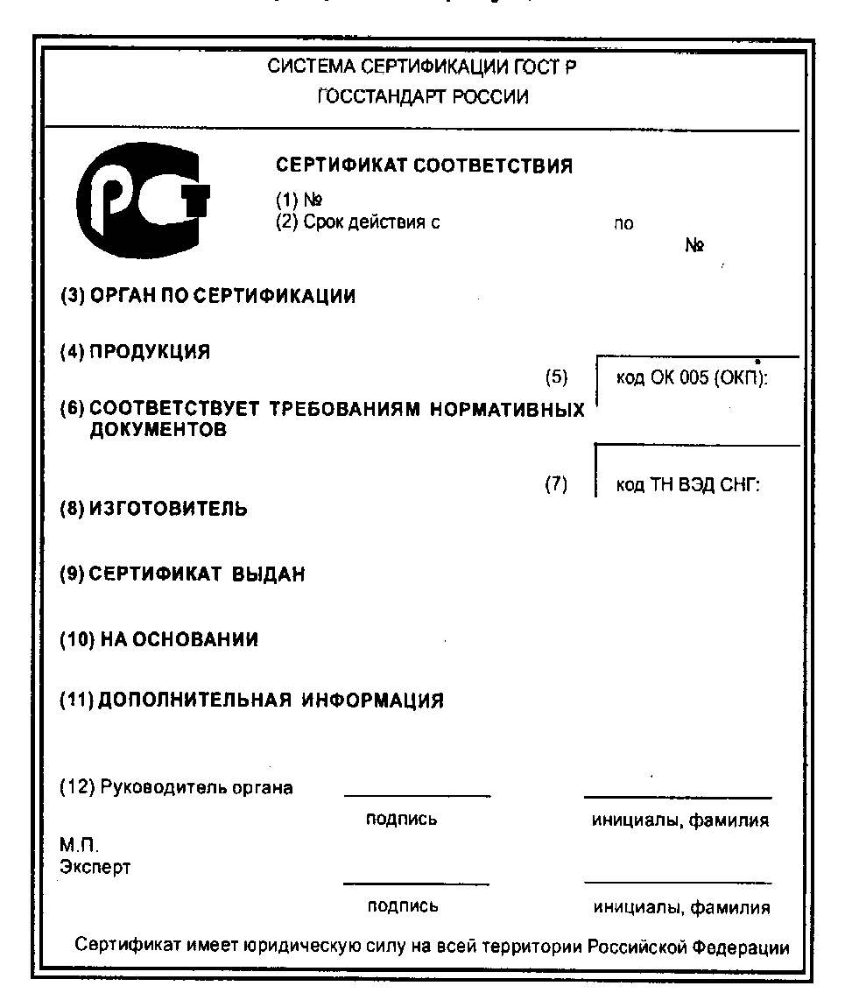 СИСТЕМА СЕРТИФИКАЦИИ ГОСТ Р
ГОССТАНДАРТ РОССИИ
РСТ
СЕРТИФИКАТ СООТВЕТСТВИЯ
(1) №
(2) Срок действия с по
№
(3) ОРГАН ПО СЕРТИФИКАЦИИ
(4) ПРОДУКЦИЯ
(5) код ОК 005 (ОКП):
(6) СООТВЕТСТВУЕТ ТРЕБОВАНИЯМ НОРМАТИВНЫХ
ДОКУМЕНТОВ
(7) код ТН ВЭД СНГ:
(8) ИЗГОТОВИТЕЛЬ
(9) СЕРТИФИКАТ ВЫДАН
(10) НА ОСНОВАНИИ
(11) ДОПОЛНИТЕЛЬНАЯ ИНФОРМАЦИЯ
(12) Руководитель органа
подпись инициалы, фамилия
М.П.
Эксперт
подпись инициалы, фамилия
Сертификат имеет юридическую силу на всей территории Российской Федерации